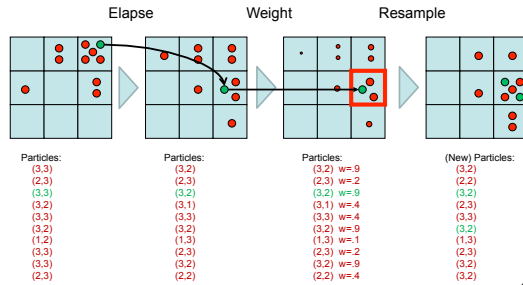 Elapse Weight Resample
Particles: Particles: Particles: (New) Particles:
(3,3) (3,2) (3,2) w=.9 (3,2)
(2,3) (2,3) (2,3) w=.2 (2,2)
(3,3) (3,2) (3,2) w=.9 (3,2)
(3,2) (3,1) (3,1) w=.4 (2,3)
(3,3) (3,3) (3,3) w=.4 (3,3)
(3,2) (3,2) (3,2) w=.9 (3,2)
(1,2) (1,3) (1,3) w=.1 (1,3)
(3,3) (2,3) (2,3) w=.2 (2,3)
(3,3) (3,2) (3,2) w=.9 (3,2)
(2,3) (2,2) (2,2) w=.4 (3,2)